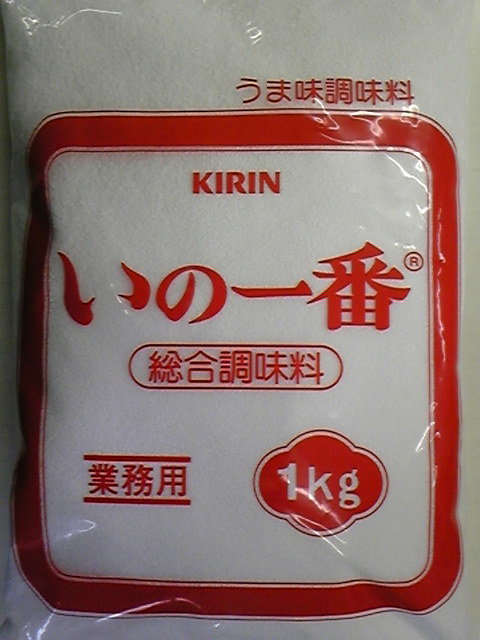 うま味調味料
KIRIN
いの一番®
総合調味料
業務用
1kg